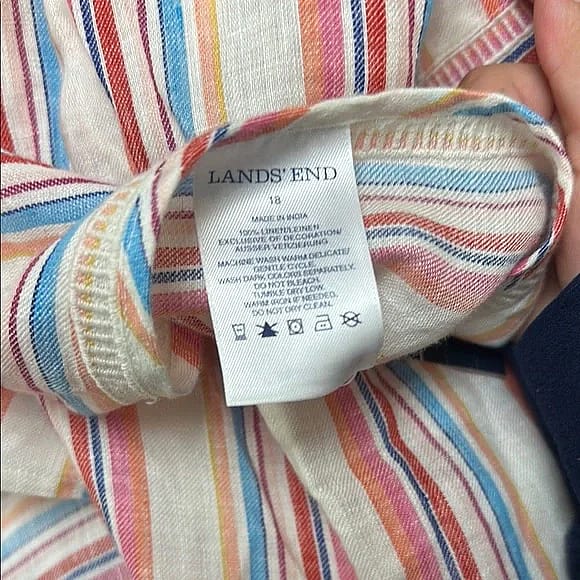 LANDS' END
18
MADE IN INDIA
100% LINEN/LEINEN
EXCLUSIVE OF DECORATION/
AUSSER VERZIERUNG
MACHINE WASH WARM DELICATE/
GENTLE CYCLE.
WASH DARK COLORS SEPARATELY.
DO NOT BLEACH.
TUMBLE DRY LOW.
WARM IRON IF NEEDED.
DO NOT DRY CLEAN.